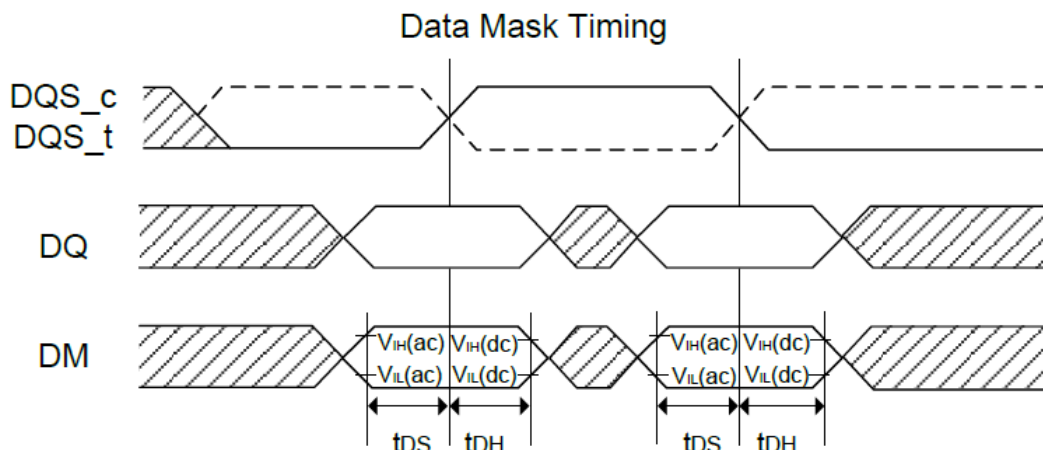 Data Mask Timing
DQS_c
DQS_t
DQ
DM
VIH(ac) VIH(dc) VIH(ac) VIH(dc)
VIL(ac) VIL(dc) VIL(ac) VIL(dc)
tDS tDH tDS tDH